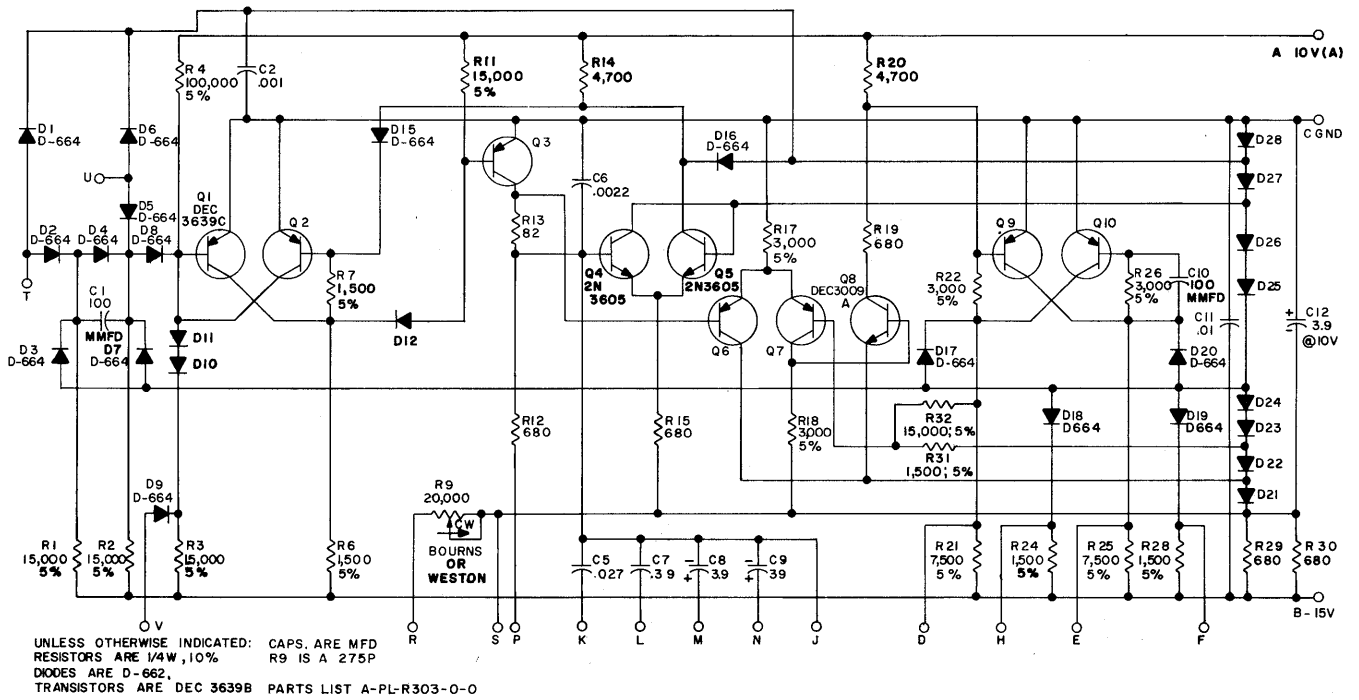 R4
100,000
5%
C2
.001
R11
15,000
5%
R14
4,700
R20
4,700
A 10V(A)
D1
D-664
D6
D-664
D15
D-664
Q3
D16
D-664
C GND
D28
U
D5
D-664
Q1
DEC
3639C
Q2
C6
.0022
D27
D2
D-664
D4
D-664
D8
D-664
R13
82
R17
3,000
5%
R19
680
Q9
Q10
D26
T
R7
1,500
5%
Q4
2N
3605
Q5
2N3605
Q8
DEC3009
A
R22
3,000
5%
R26
3,000
5%
C10
100
MMFD
D25
C1
100
MMFD
D3
D-664
D7
D-664
D11
D10
D12
Q6
Q7
D17
D-664
D20
D-664
C11
.01
C12
+
3.9
@10V
R12
680
R15
680
R18
3,000
5%
R32
15,000; 5%
R31
1,500; 5%
D18
D664
D19
D664
D24
D23
D22
D21
D9
D-664
R9
20,000
CW
BOURNS
OR
WESTON
R1
15,000
5%
R2
15,000
5%
R3
15,000
5%
R6
1,500
5%
C5
.027
C7
.39
C8
3.9
- +
C9
39
- +
R21
7,500
5%
R24
1,500
5%
R25
7,500
5%
R28
1,500
5%
R29
680
R30
680
B-15V
V
R
S
P
K
L
M
N
J
D
H
E
F
UNLESS OTHERWISE INDICATED: CAPS. ARE MFD
RESISTORS ARE 1/4W, 10% R9 IS A 275P
DIODES ARE D-662,
TRANSISTORS ARE DEC 3639B PARTS LIST A-PL-R303-0-0